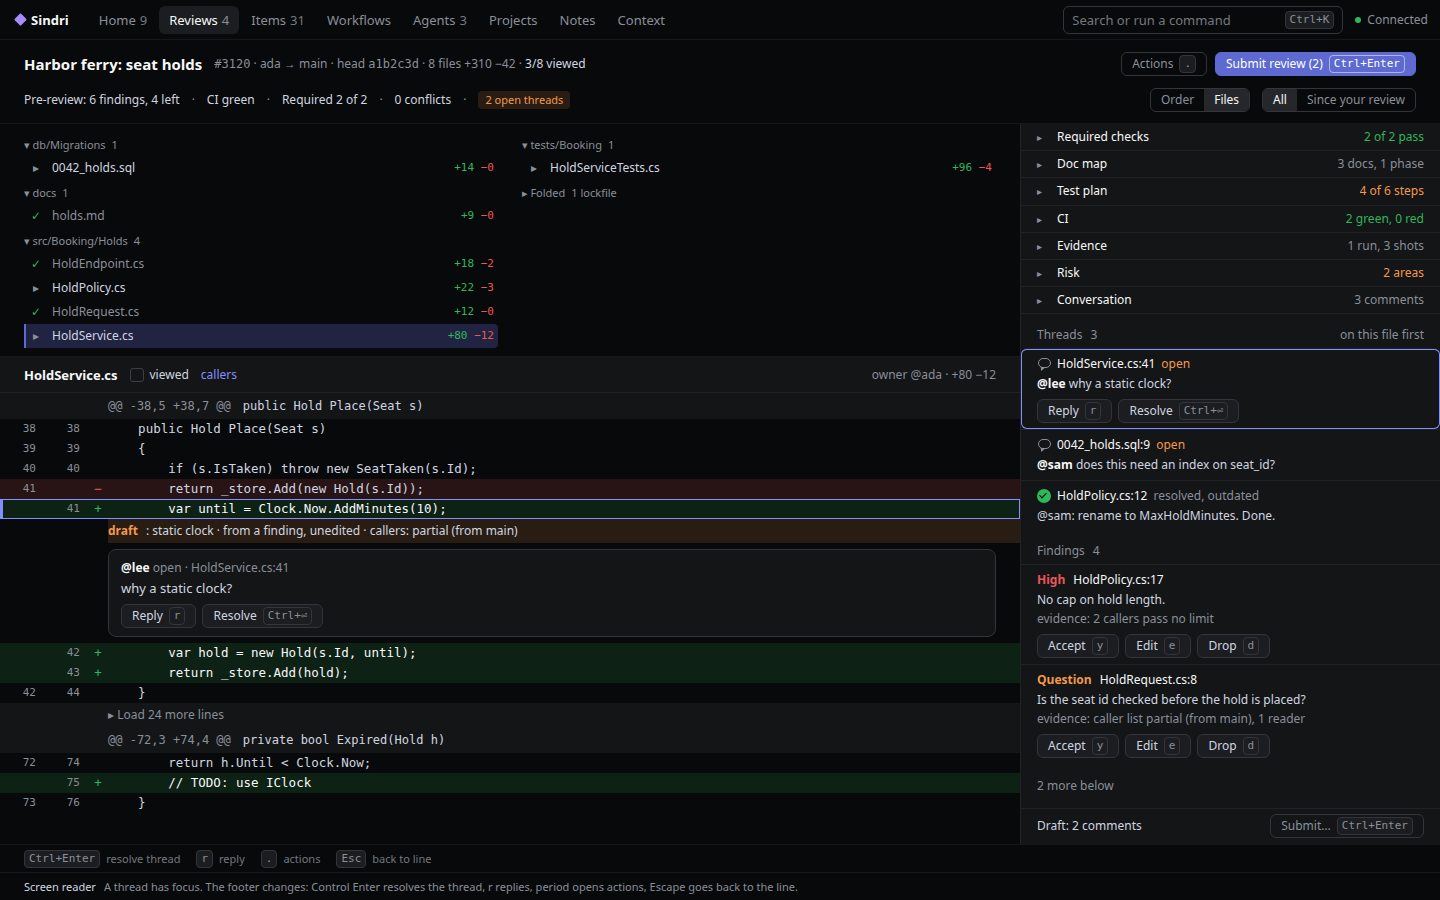 Sindri Home 9 Reviews 4 Items 31 Workflows Agents 3 Projects Notes Context Search or run a command Ctrl+K Connected
Harbor ferry: seat holds #3120 · ada → main · head a1b2c3d · 8 files +310 −42 · 3/8 viewed Actions . Submit review (2) Ctrl+Enter
Pre-review: 6 findings, 4 left · CI green · Required 2 of 2 · 0 conflicts · 2 open threads Order Files All Since your review
▾ db/Migrations 1
▸ 0042_holds.sql +14 −0
▾ docs 1
✓ holds.md +9 −0
▾ src/Booking/Holds 4
✓ HoldEndpoint.cs +18 −2
▸ HoldPolicy.cs +22 −3
✓ HoldRequest.cs +12 −0
▸ HoldService.cs +80 −12
▾ tests/Booking 1
▸ HoldServiceTests.cs +96 −4
▸ Folded 1 lockfile
HoldService.cs viewed callers owner @ada · +80 −12
@@ -38,5 +38,7 @@ public Hold Place(Seat s)
38 38 public Hold Place(Seat s)
39 39 {
40 40 if (s.IsTaken) throw new SeatTaken(s.Id);
41 − return _store.Add(new Hold(s.Id));
41 + var until = Clock.Now.AddMinutes(10);
draft : static clock · from a finding, unedited · callers: partial (from main)
@lee open · HoldService.cs:41
why a static clock?
Reply r Resolve Ctrl+⏎
42 + var hold = new Hold(s.Id, until);
43 + return _store.Add(hold);
42 44 }
▸ Load 24 more lines
@@ -72,3 +74,4 @@ private bool Expired(Hold h)
72 74 return h.Until < Clock.Now;
75 + // TODO: use IClock
73 76 }
▸ Required checks 2 of 2 pass
▸ Doc map 3 docs, 1 phase
▸ Test plan 4 of 6 steps
▸ CI 2 green, 0 red
▸ Evidence 1 run, 3 shots
▸ Risk 2 areas
▸ Conversation 3 comments
Threads 3 on this file first
HoldService.cs:41 open
@lee why a static clock?
Reply r Resolve Ctrl+⏎
0042_holds.sql:9 open
@sam does this need an index on seat_id?
HoldPolicy.cs:12 resolved, outdated
@sam: rename to MaxHoldMinutes. Done.
Findings 4
High HoldPolicy.cs:17
No cap on hold length.
evidence: 2 callers pass no limit
Accept y Edit e Drop d
Question HoldRequest.cs:8
Is the seat id checked before the hold is placed?
evidence: caller list partial (from main), 1 reader
Accept y Edit e Drop d
2 more below
Draft: 2 comments Submit... Ctrl+Enter
Ctrl+Enter resolve thread r reply . actions Esc back to line
Screen reader A thread has focus. The footer changes: Control Enter resolves the thread, r replies, period opens actions, Escape goes back to the line.